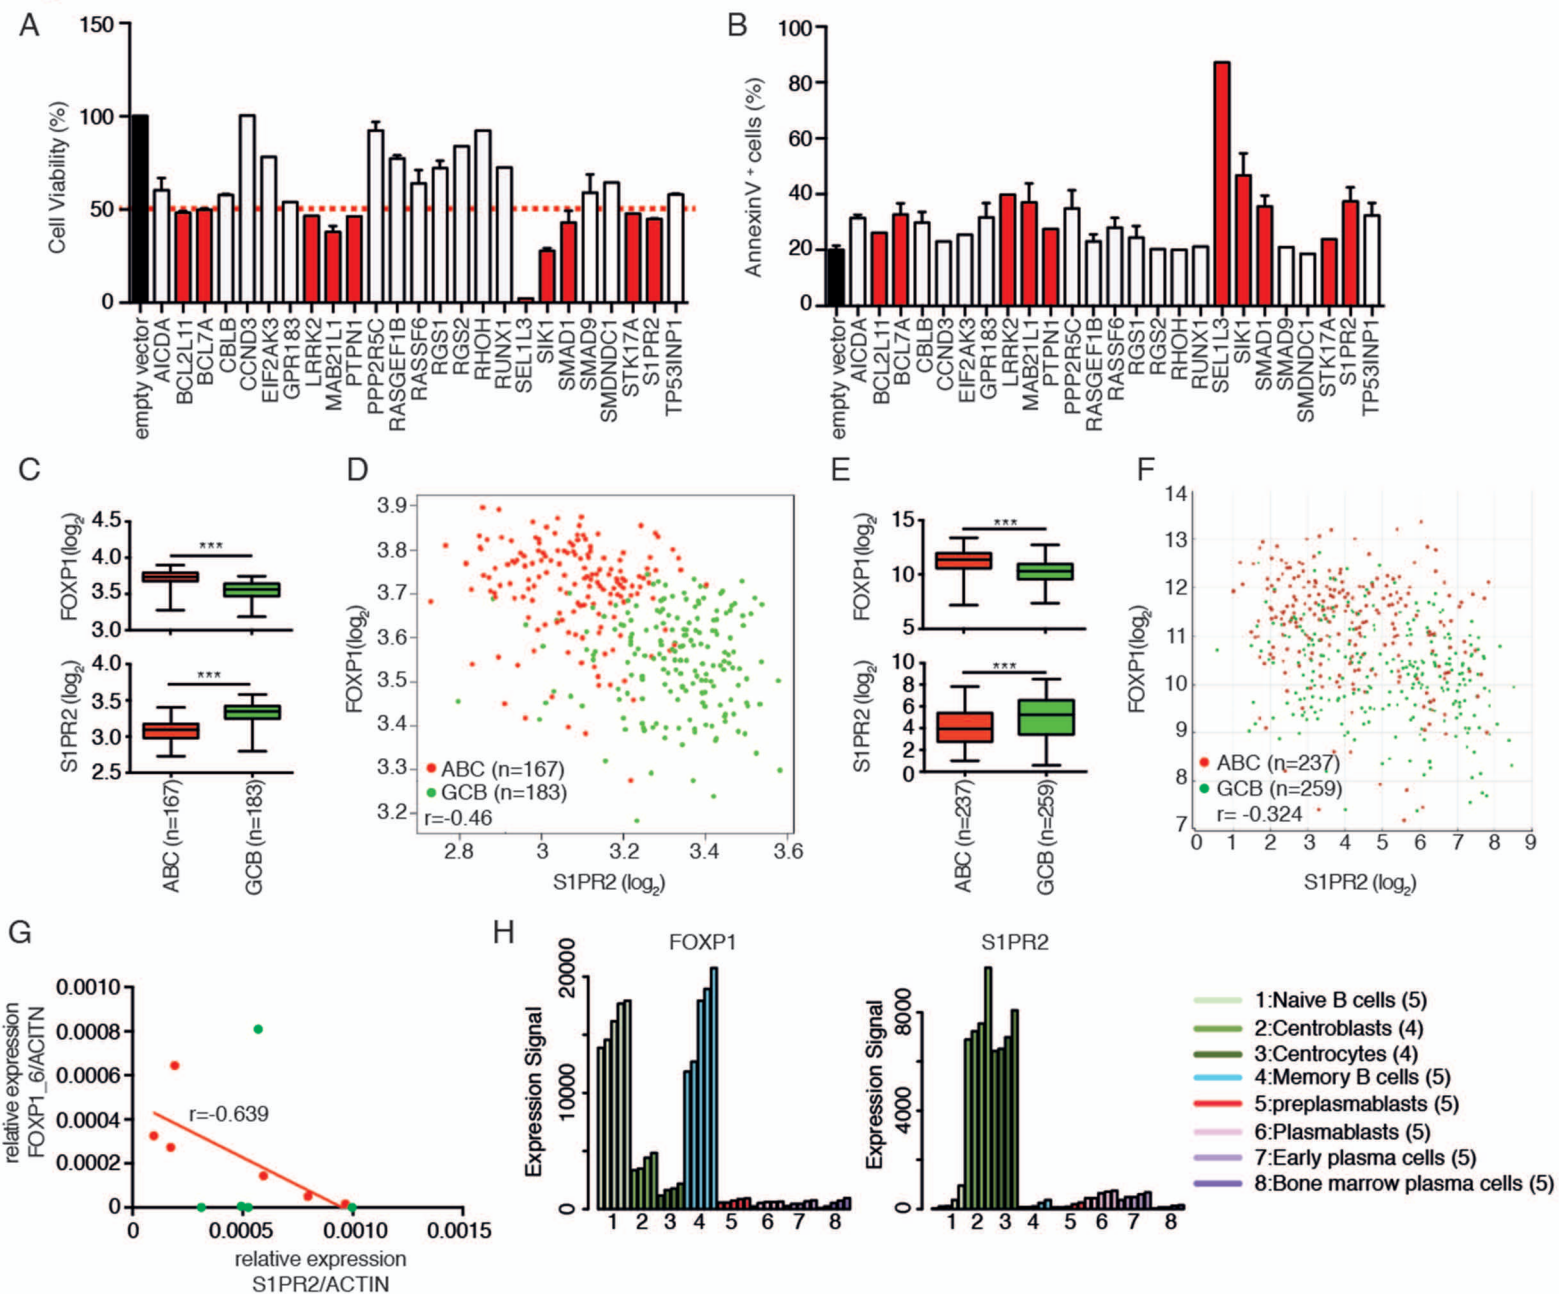 A
150
100
50
0
Cell Viability (%)
empty vector
AICDA
BCL2L11
BCL7A
CBLB
CCND3
EIF2AK3
GPR183
LRRK2
MAB21L1
PTPN1
PPP2R5C
RASGEF1B
RASSF6
RGS1
RGS2
RHOH
RUNX1
SEL1L3
SIK1
SMAD1
SMAD9
SMDNDC1
STK17A
S1PR2
TP53INP1
B
100
80
60
40
20
0
AnnexinV + cells (%)
empty vector
AICDA
BCL2L11
BCL7A
CBLB
CCND3
EIF2AK3
GPR183
LRRK2
MAB21L1
PTPN1
PPP2R5C
RASGEF1B
RASSF6
RGS1
RGS2
RHOH
RUNX1
SEL1L3
SIK1
SMAD1
SMAD9
SMNDC1
STK17A
S1PR2
TP53INP1
C
FOXP1(log2)
4.5
4.0
3.5
3.0
***
S1PR2 (log2)
4.0
3.5
3.0
2.5
***
ABC (n=167)
GCB (n=183)
D
FOXP1(log2)
3.9
3.8
3.7
3.6
3.5
3.4
3.3
3.2
ABC (n=167)
GCB (n=183)
r=-0.46
2.8 3 3.2 3.4 3.6
S1PR2 (log2)
E
FOXP1(log2)
15
10
5
***
S1PR2 (log2)
10
8
6
4
2
0
***
ABC (n=237)
GCB (n=259)
F
FOXP1(log2)
14
13
12
11
10
9
8
7
ABC (n=237)
GCB (n=259)
r= -0.324
0 1 2 3 4 5 6 7 8 9
S1PR2 (log2)
G
relative expression
FOXP1_6/ACITN
0.0010
0.0008
0.0006
0.0004
0.0002
0
r=-0.639
0 0.0005 0.0010 0.0015
relative expression
S1PR2/ACTIN
H
FOXP1
Expression Signal
20000
10000
0
1 2 3 4 5 6 7 8
S1PR2
Expression Signal
8000
4000
0
1 2 3 4 5 6 7 8
1:Naive B cells (5)
2:Centroblasts (4)
3:Centrocytes (4)
4:Memory B cells (5)
5:preplasmablasts (5)
6:Plasmablasts (5)
7:Early plasma cells (5)
8:Bone marrow plasma cells (5)